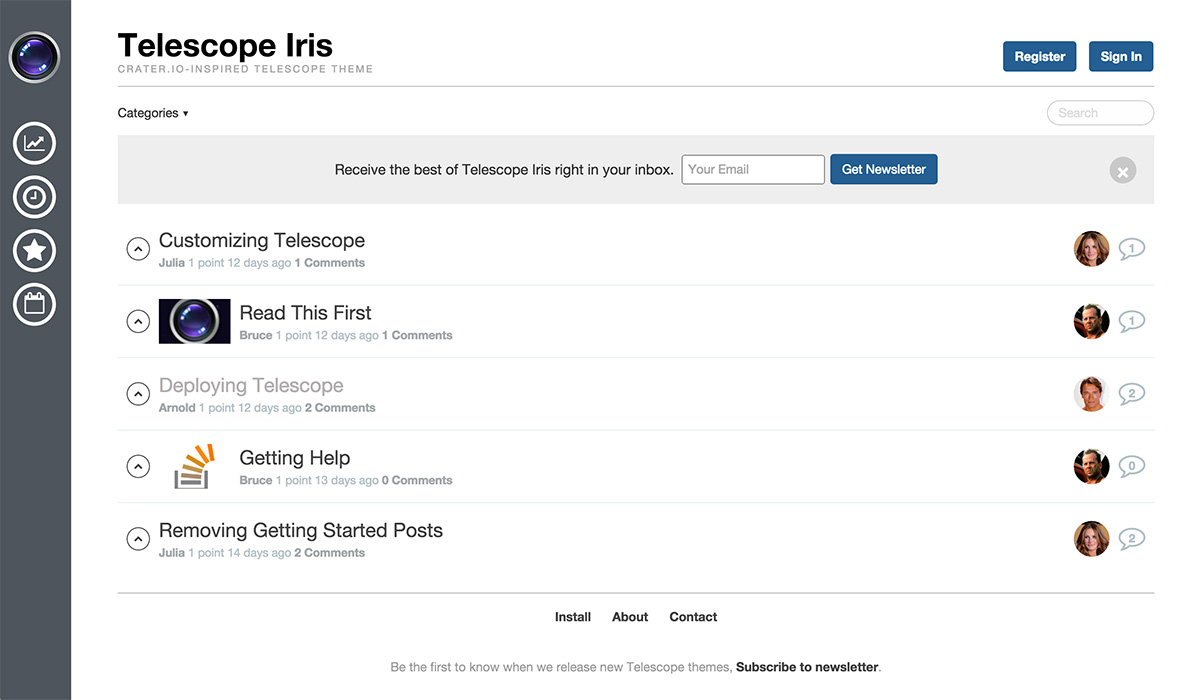 Telescope Iris
CRATER.IO-INSPIRED TELESCOPE THEME
Register
Sign In
Categories ▾
Search
Receive the best of Telescope Iris right in your inbox.
Your Email
Get Newsletter
Customizing Telescope
Julia 1 point 12 days ago 1 Comments
1
Read This First
Bruce 1 point 12 days ago 1 Comments
1
Deploying Telescope
Arnold 1 point 12 days ago 2 Comments
2
Getting Help
Bruce 1 point 13 days ago 0 Comments
0
Removing Getting Started Posts
Julia 1 point 14 days ago 2 Comments
2
Install About Contact
Be the first to know when we release new Telescope themes, Subscribe to newsletter.